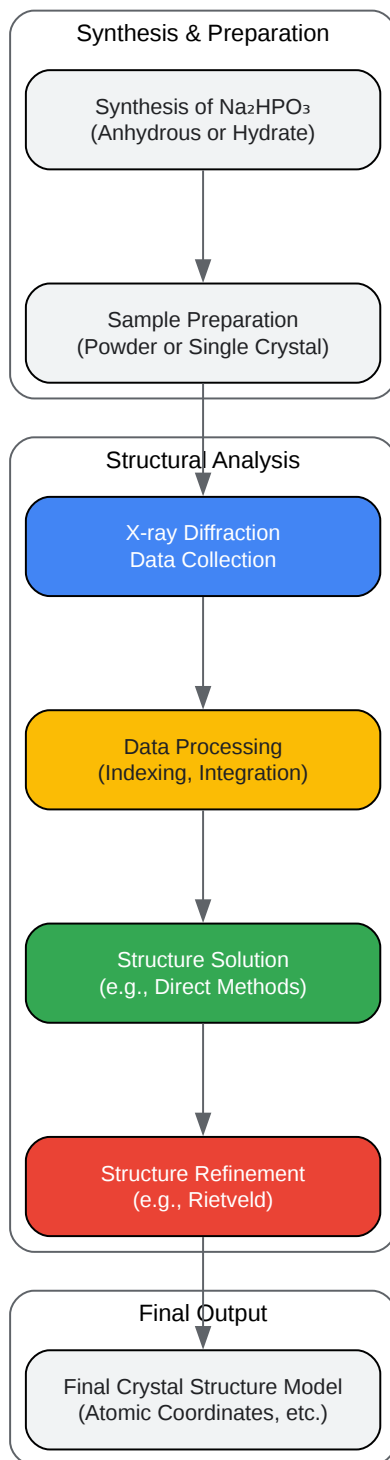 Synthesis & Preparation
Synthesis of Na₂HPO₃
(Anhydrous or Hydrate)
Sample Preparation
(Powder or Single Crystal)
Structural Analysis
X-ray Diffraction
Data Collection
Data Processing
(Indexing, Integration)
Structure Solution
(e.g., Direct Methods)
Structure Refinement
(e.g., Rietveld)
Final Output
Final Crystal Structure Model
(Atomic Coordinates, etc.)